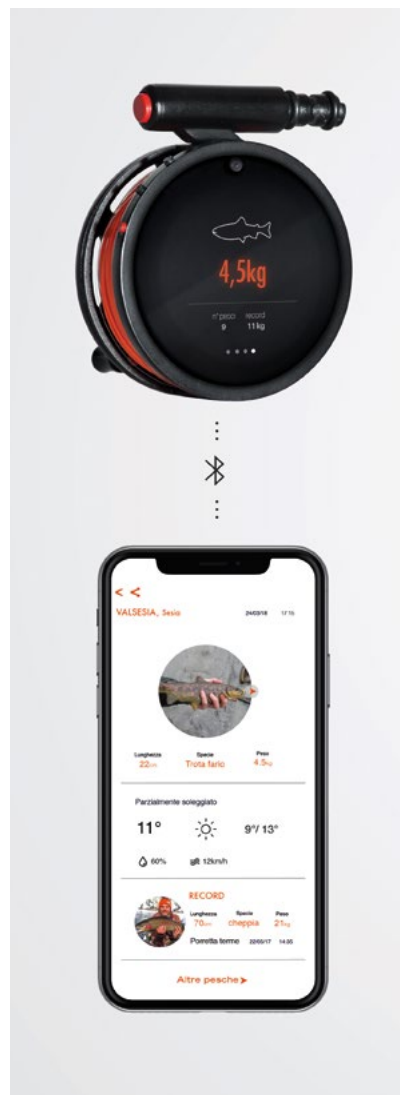 4,5kg
n° pesci record
9 11kg
VALSESIA, Sesia 24/03/18
Lunghezza Specie Peso
22cm Trota fario 4.5kg
Parzialmente soleggiato
11° 9°/ 13°
60% 12km/h
RECORD
Lunghezza Specie Peso
70cm cheppia 21kg
Porretta terme 22/05/17 14:35
Altre pesche